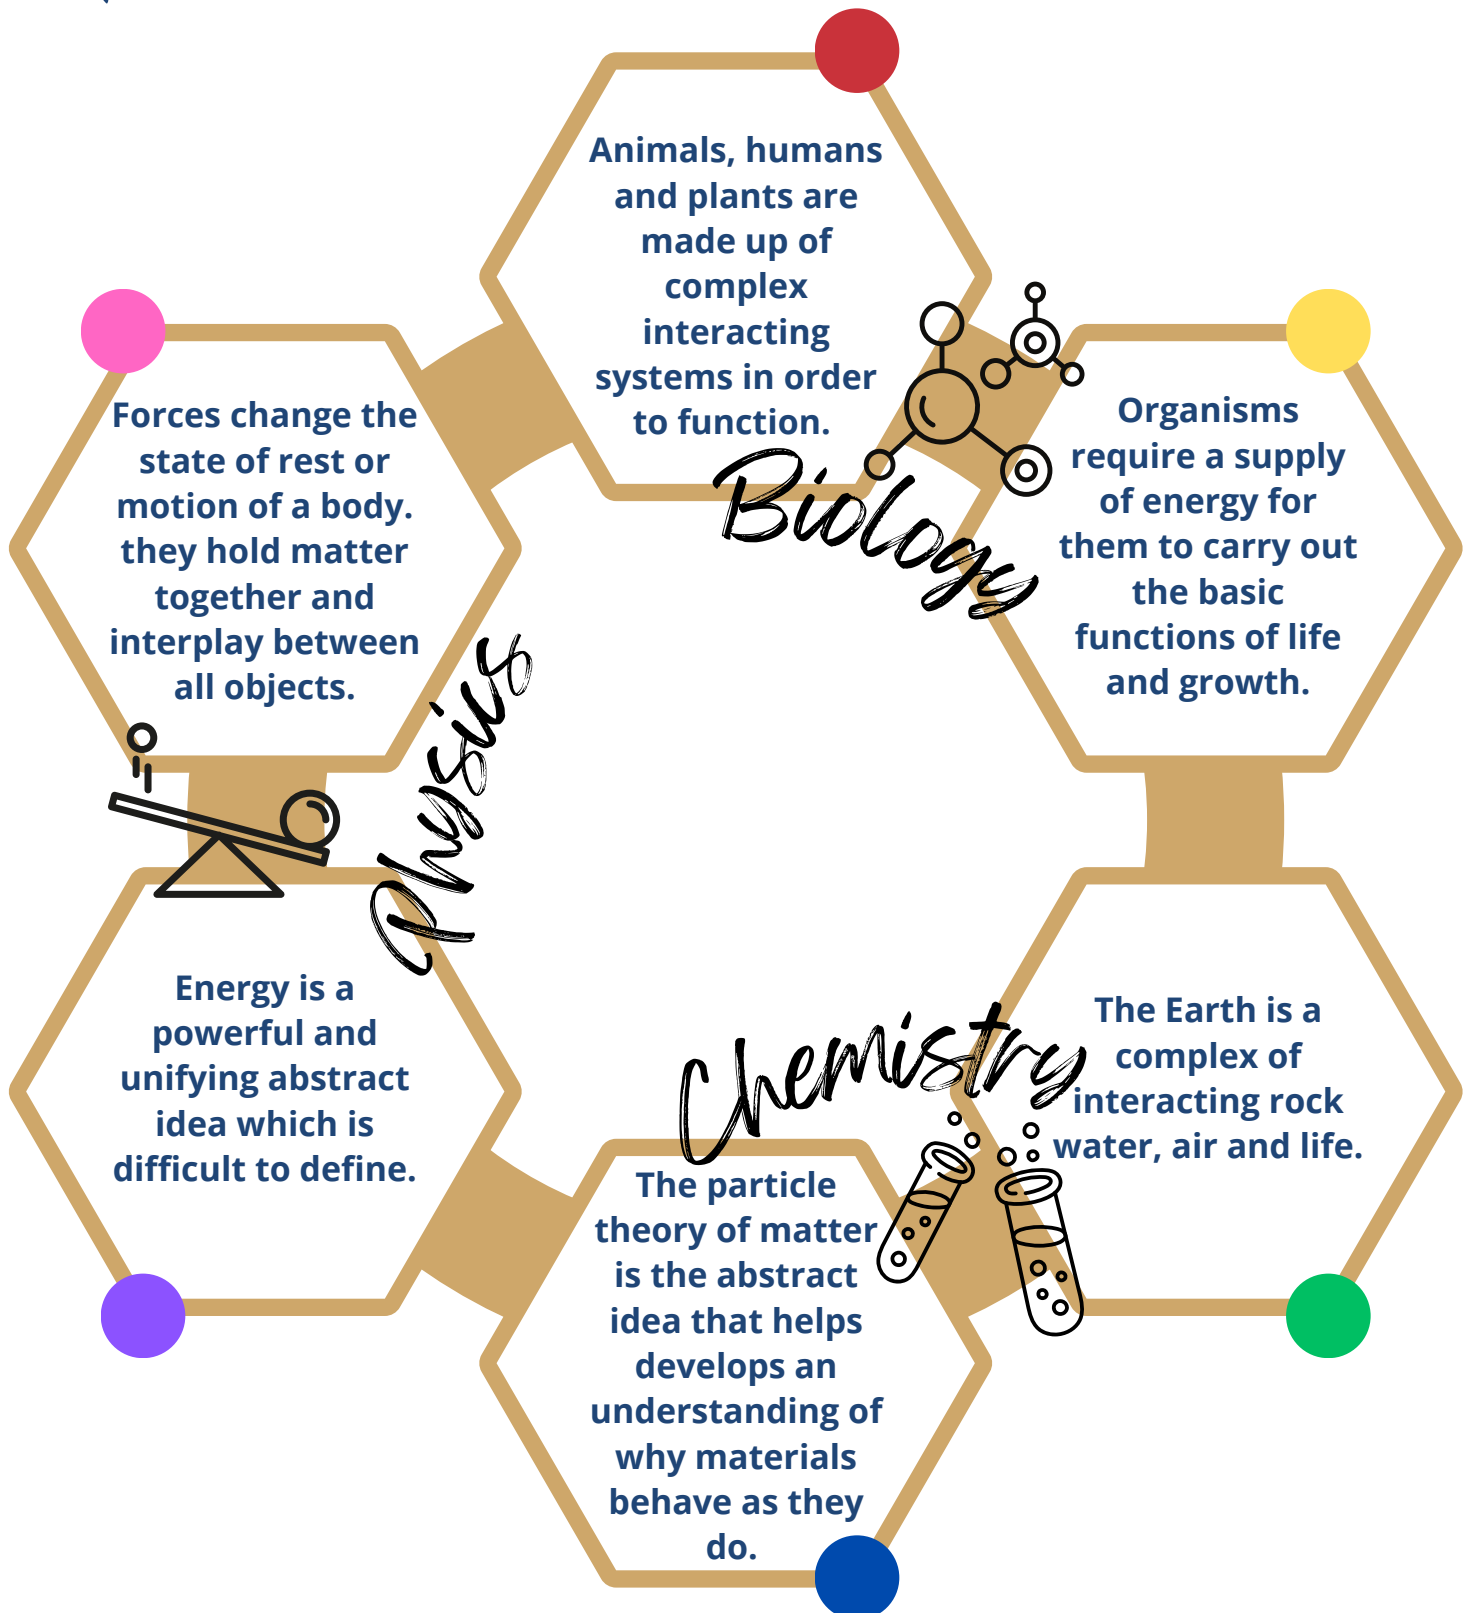 Animals, humans
and plants are
made up of
complex
interacting
systems in order
to function.
Biology
Organisms
require a supply
of energy for
them to carry out
the basic
functions of life
and growth.
Forces change the
state of rest or
motion of a body.
they hold matter
together and
interplay between
all objects.
Physics
Energy is a
powerful and
unifying abstract
idea which is
difficult to define.
Chemistry
The Earth is a
complex of
interacting rock
water, air and life.
The particle
theory of matter
is the abstract
idea that helps
develops an
understanding of
why materials
behave as they
do.